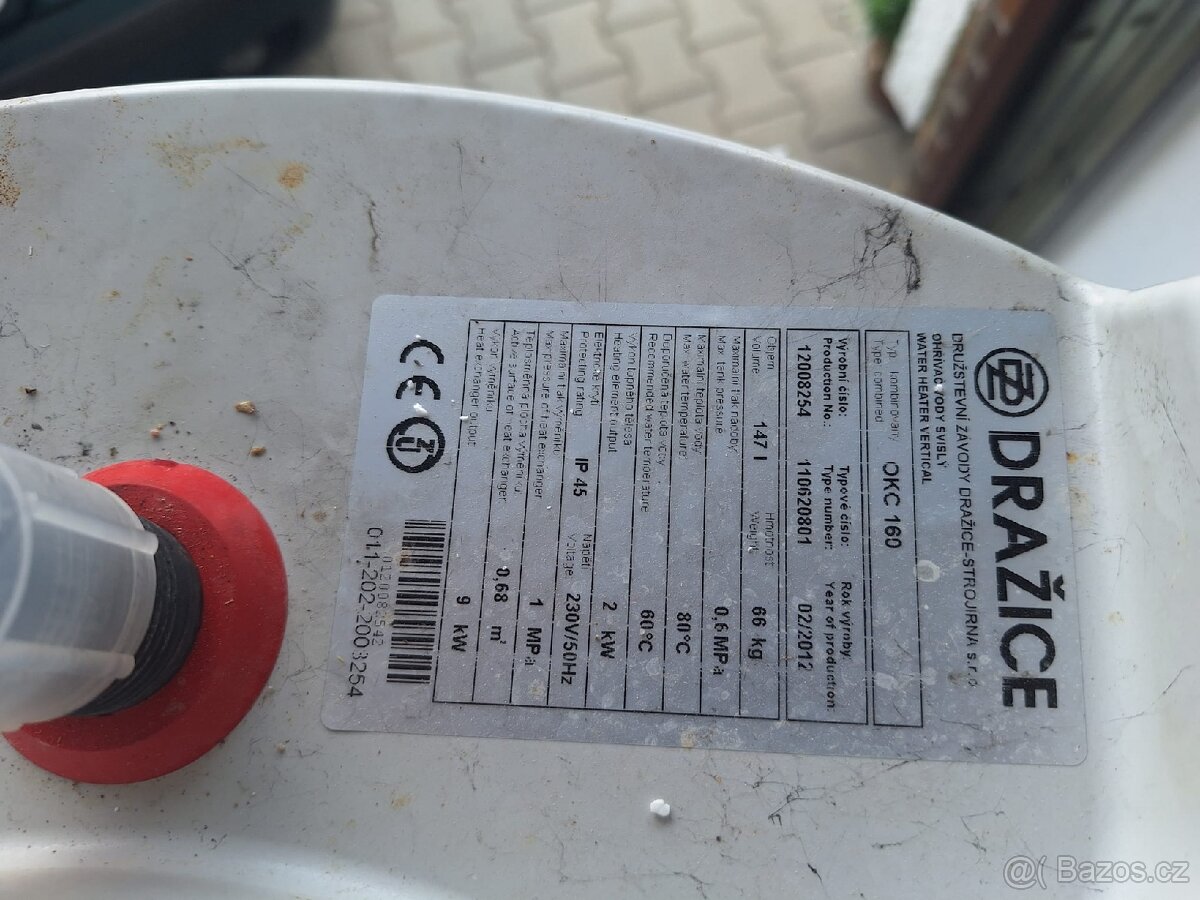 DRAŽICE
DRUŽSTEVNÍ ZÁVODY DRAŽICE-STROJÍRNA s.r.o.
OHŘÍVAČ VODY SVISLÝ
WATER HEATER VERTICAL
Typ: kombinovaný OKC 160
Type: combined
Výrobní číslo: Typové číslo: Rok výroby:
Production No.: Type number: Year of production
12008254 110620801 02/2012
Objem 147 l Hmotnost 66 kg
Volume Weight
Maximální tlak nádoby 0,6 MPa
Max. tank pressure
Maximální teplota vody 80°C
Max water temperature
Doporučená teplota vody 60°C
Recommended water temperature
Výkon topného tělesa 2 kW
Heating element output
Elektrické krytí IP 45 Napětí 230V/50Hz
Protecting rating Voltage
Maximální tlak výměníku 1 MPa
Max pressure of heat exchanger
Teplosměnná plocha výměníku 0,68 m²
Active surface of heat exchanger
Výkon výměníku 9 kW
Heat exchanger output
CE
011-202-2008254
@( Bazos.cz